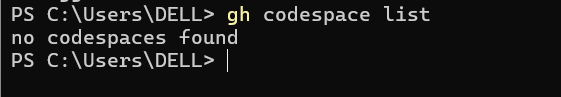 PS C:\Users\DELL> gh codespace list
no codespaces found
PS C:\Users\DELL>